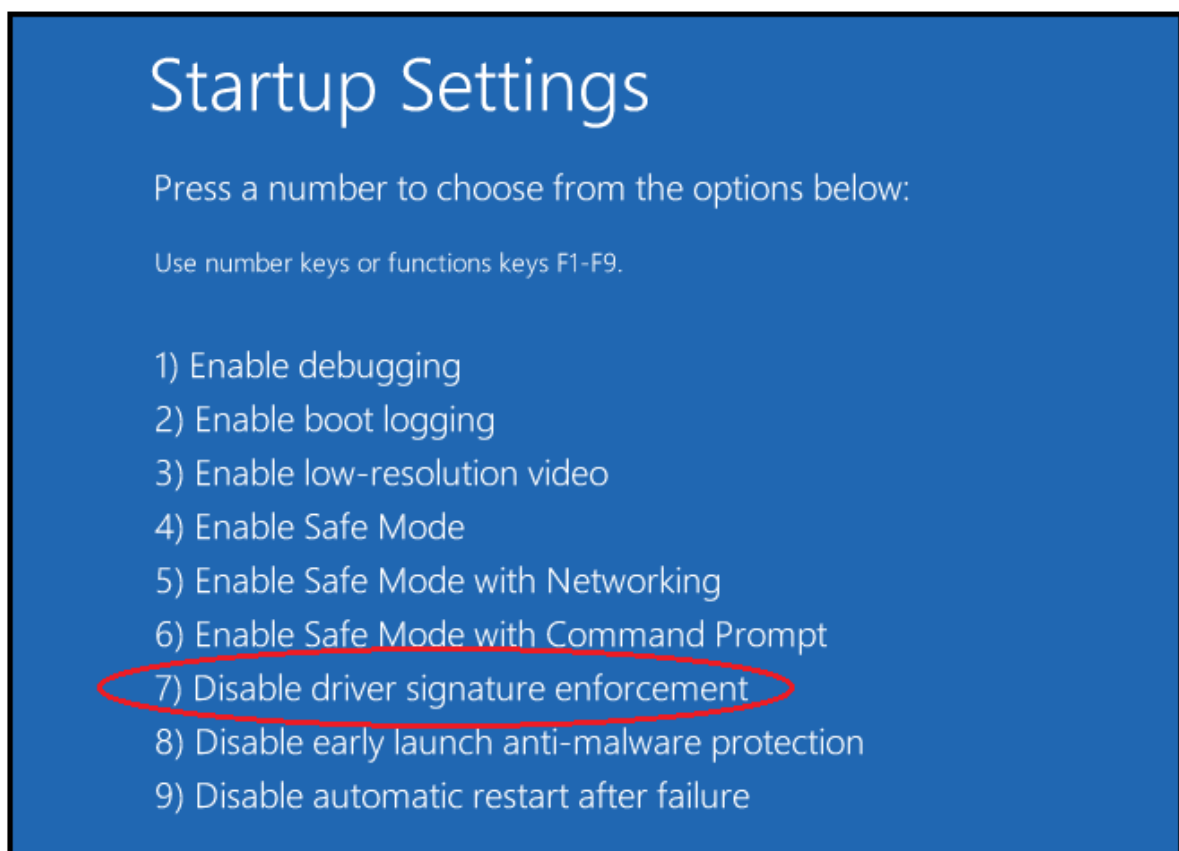 Startup Settings
Press a number to choose from the options below:
Use number keys or functions keys F1-F9.
1) Enable debugging
2) Enable boot logging
3) Enable low-resolution video
4) Enable Safe Mode
5) Enable Safe Mode with Networking
6) Enable Safe Mode with Command Prompt
7) Disable driver signature enforcement
8) Disable early launch anti-malware protection
9) Disable automatic restart after failure